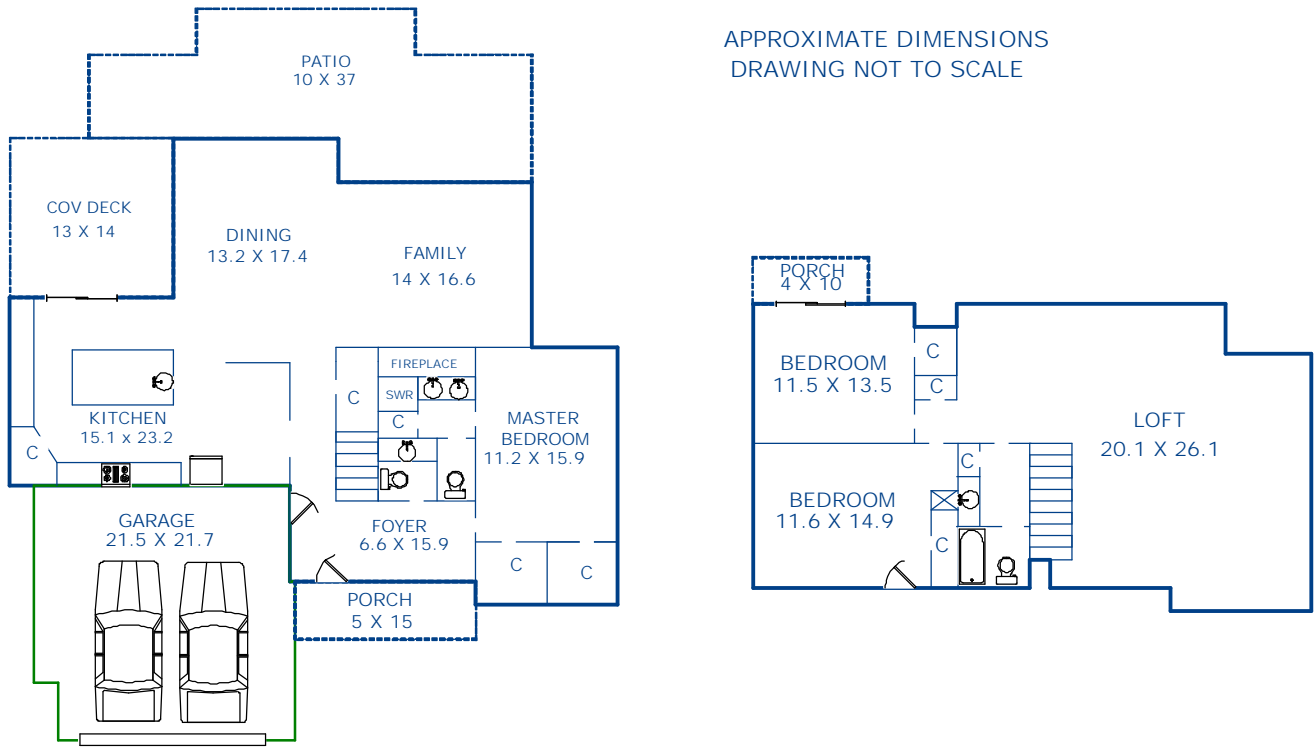 APPROXIMATE DIMENSIONS
DRAWING NOT TO SCALE
PATIO
10 X 37
COV DECK
13 X 14
DINING
13.2 X 17.4
FAMILY
14 X 16.6
FIREPLACE
SWR
C
C
KITCHEN
15.1 x 23.2
C
MASTER
BEDROOM
11.2 X 15.9
GARAGE
21.5 X 21.7
FOYER
6.6 X 15.9
C
C
PORCH
5 X 15
PORCH
4 X 10
BEDROOM
11.5 X 13.5
C
C
LOFT
20.1 X 26.1
BEDROOM
11.6 X 14.9
C
C